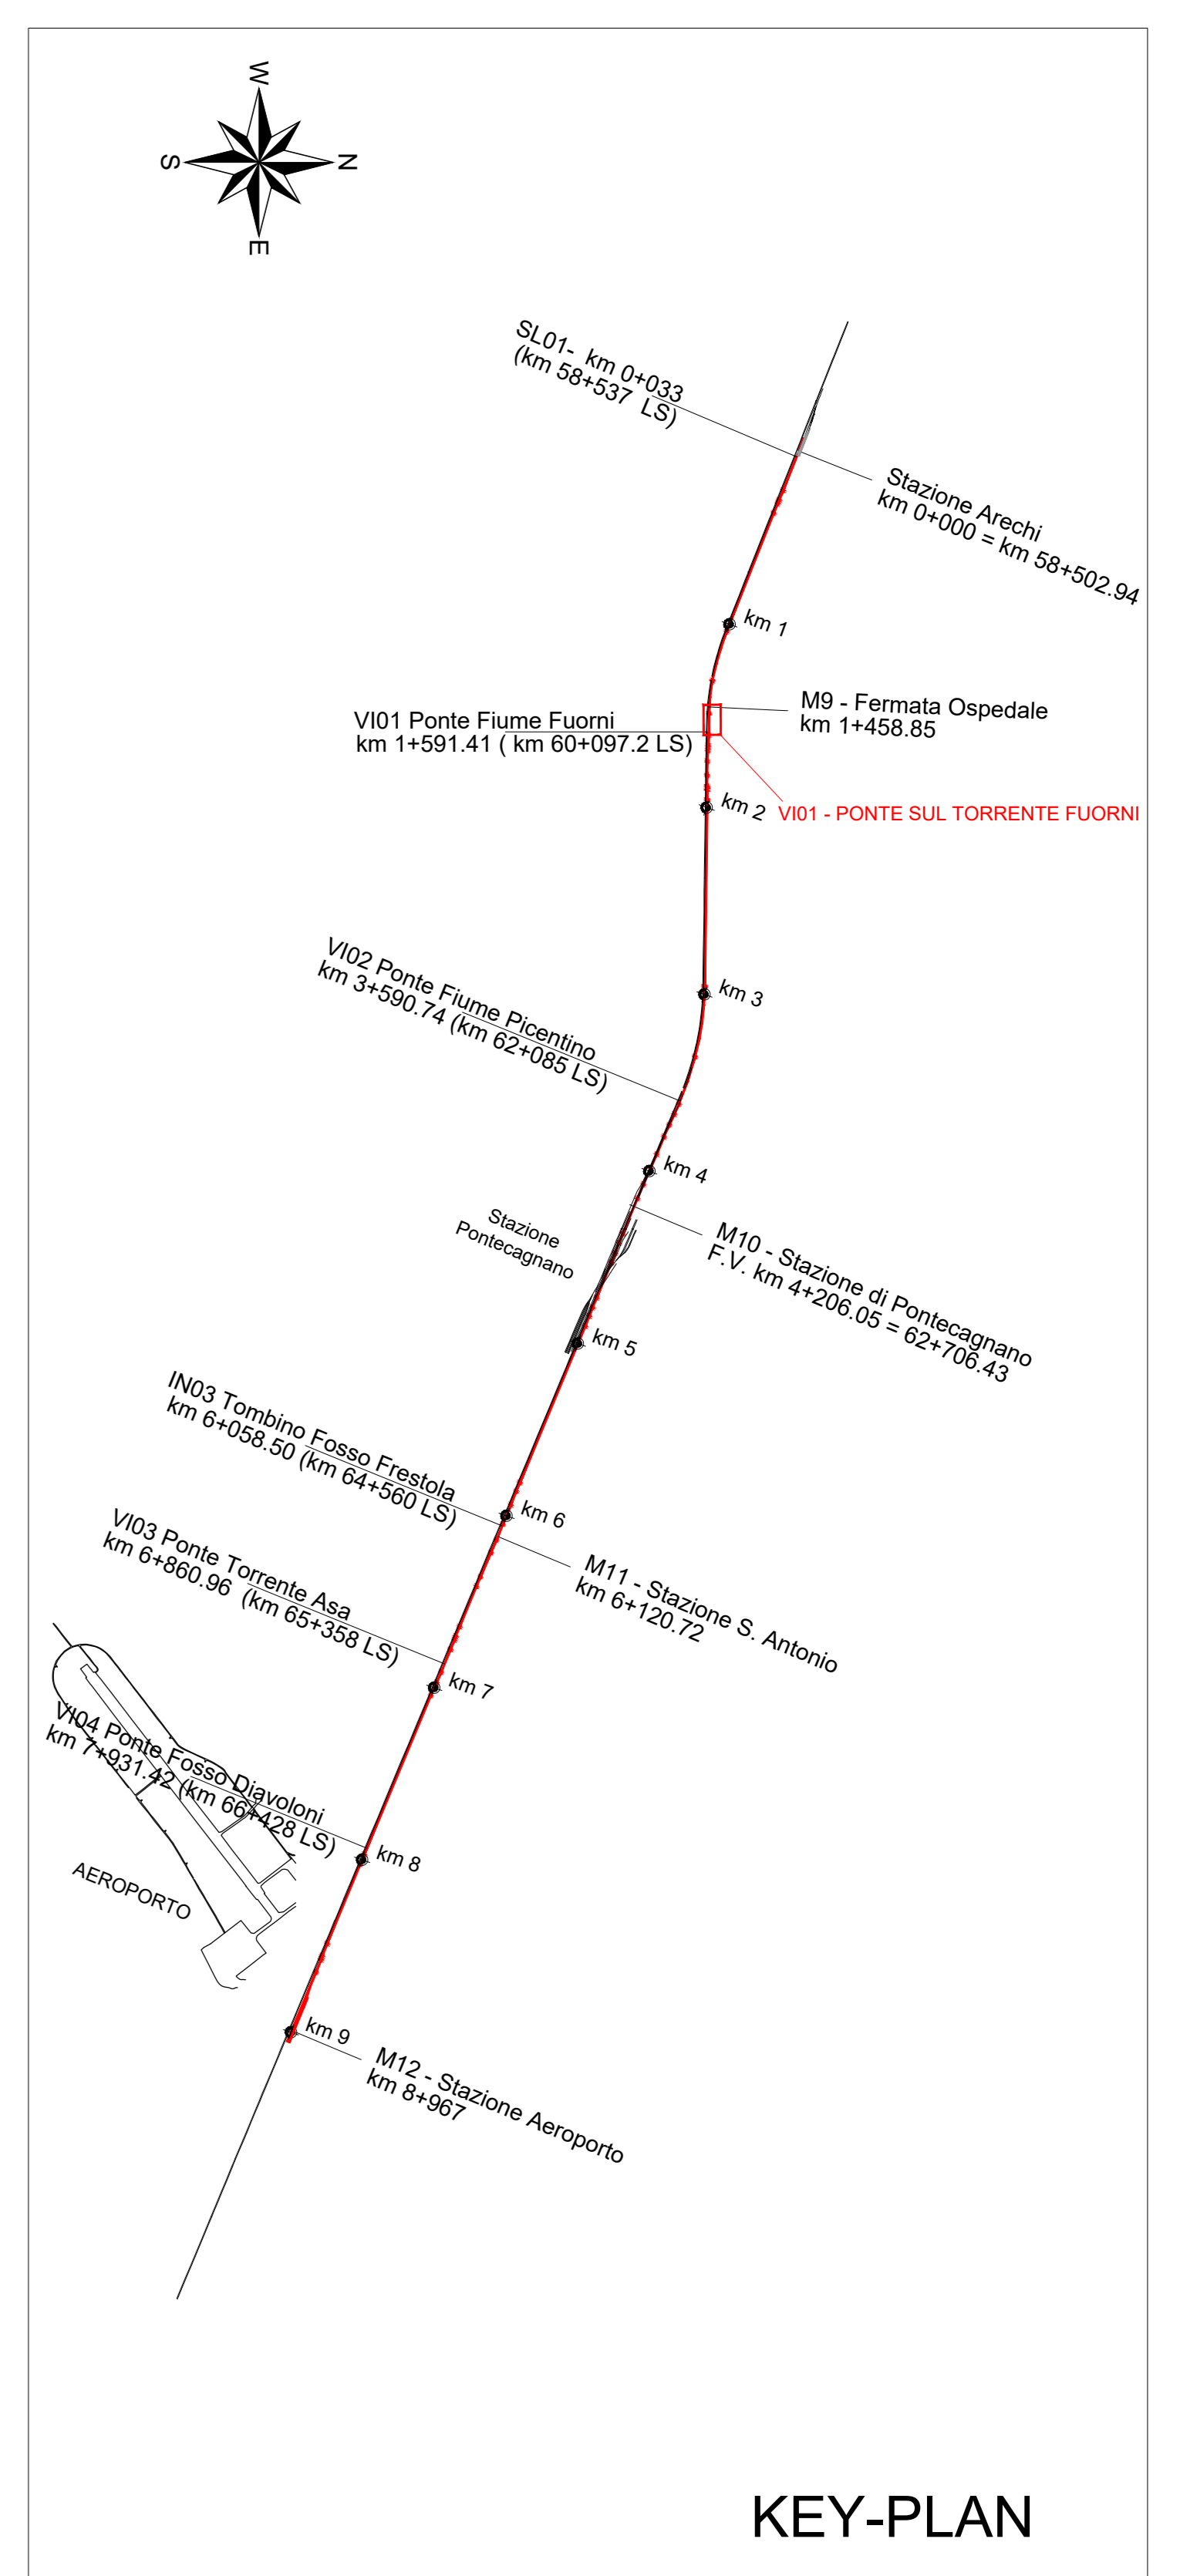 W
S
N
E
SL01- km 0+033
(km 58+537 LS)
Stazione Arechi
km 0+000 = km 58+502.94
km 1
M9 - Fermata Ospedale
km 1+458.85
VI01 Ponte Fiume Fuorni
km 1+591.41 ( km 60+097.2 LS)
km 2
VI01 - PONTE SUL TORRENTE FUORNI
VI02 Ponte Fiume Picentino
km 3+590.74 (km 62+085 LS)
km 3
km 4
Stazione
Pontecagnano
M10 - Stazione di Pontecagnano
F.V. km 4+206.05 = 62+706.43
km 5
IN03 Tombino Fosso Frestola
km 6+058.50 (km 64+560 LS)
km 6
M11 - Stazione S. Antonio
km 6+120.72
VI03 Ponte Torrente Asa
km 6+860.96 (km 65+358 LS)
km 7
VI04 Ponte Fosso Diavoloni
km 7+931.42 (km 66+428 LS)
km 8
AEROPORTO
km 9
M12 - Stazione Aeroporto
km 8+967
KEY-PLAN